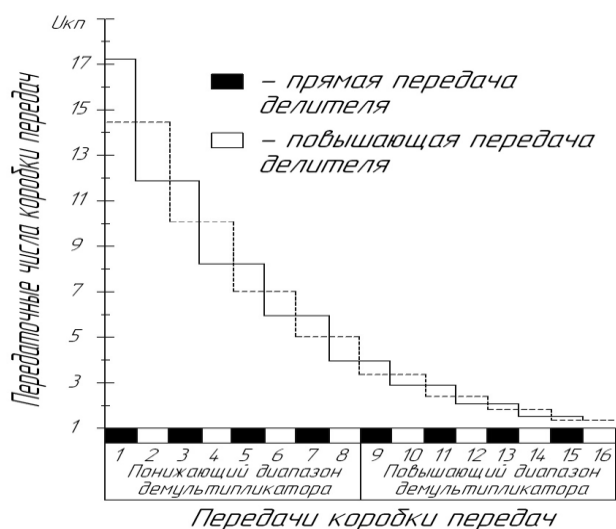 Uкп
Передаточные числа коробки передач
17
15
13
11
9
7
5
3
1
– прямая передача
делителя
– повышающая передача
делителя
1 2 3 4 5 6 7 8 9 10 11 12 13 14 15 16
Понижающий диапазон
демультипликатора
Повышающий диапазон
демультипликатора
Передачи коробки передач